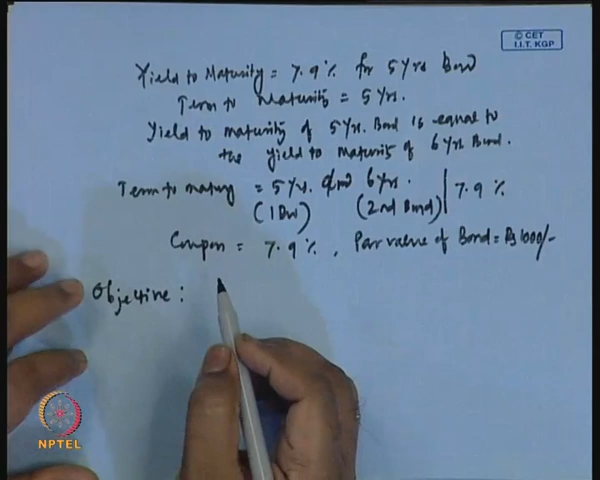 © CET
I.I.T. KGP
Yield to Maturity = 7.9% for 5 Yrs Bond
Term to Maturity = 5 Yrs.
Yield to maturity of 5 Yrs. Bond is equal to
the Yield to Maturity of 6 Yrs Bond.
Term to maturity = 5 Yrs. and 6 Yrs. | 7.9%
(1 Bond) (2nd Bond)
Coupon = 7.9%, Par value of Bond = Rs 1000/-
Objective:
NPTEL